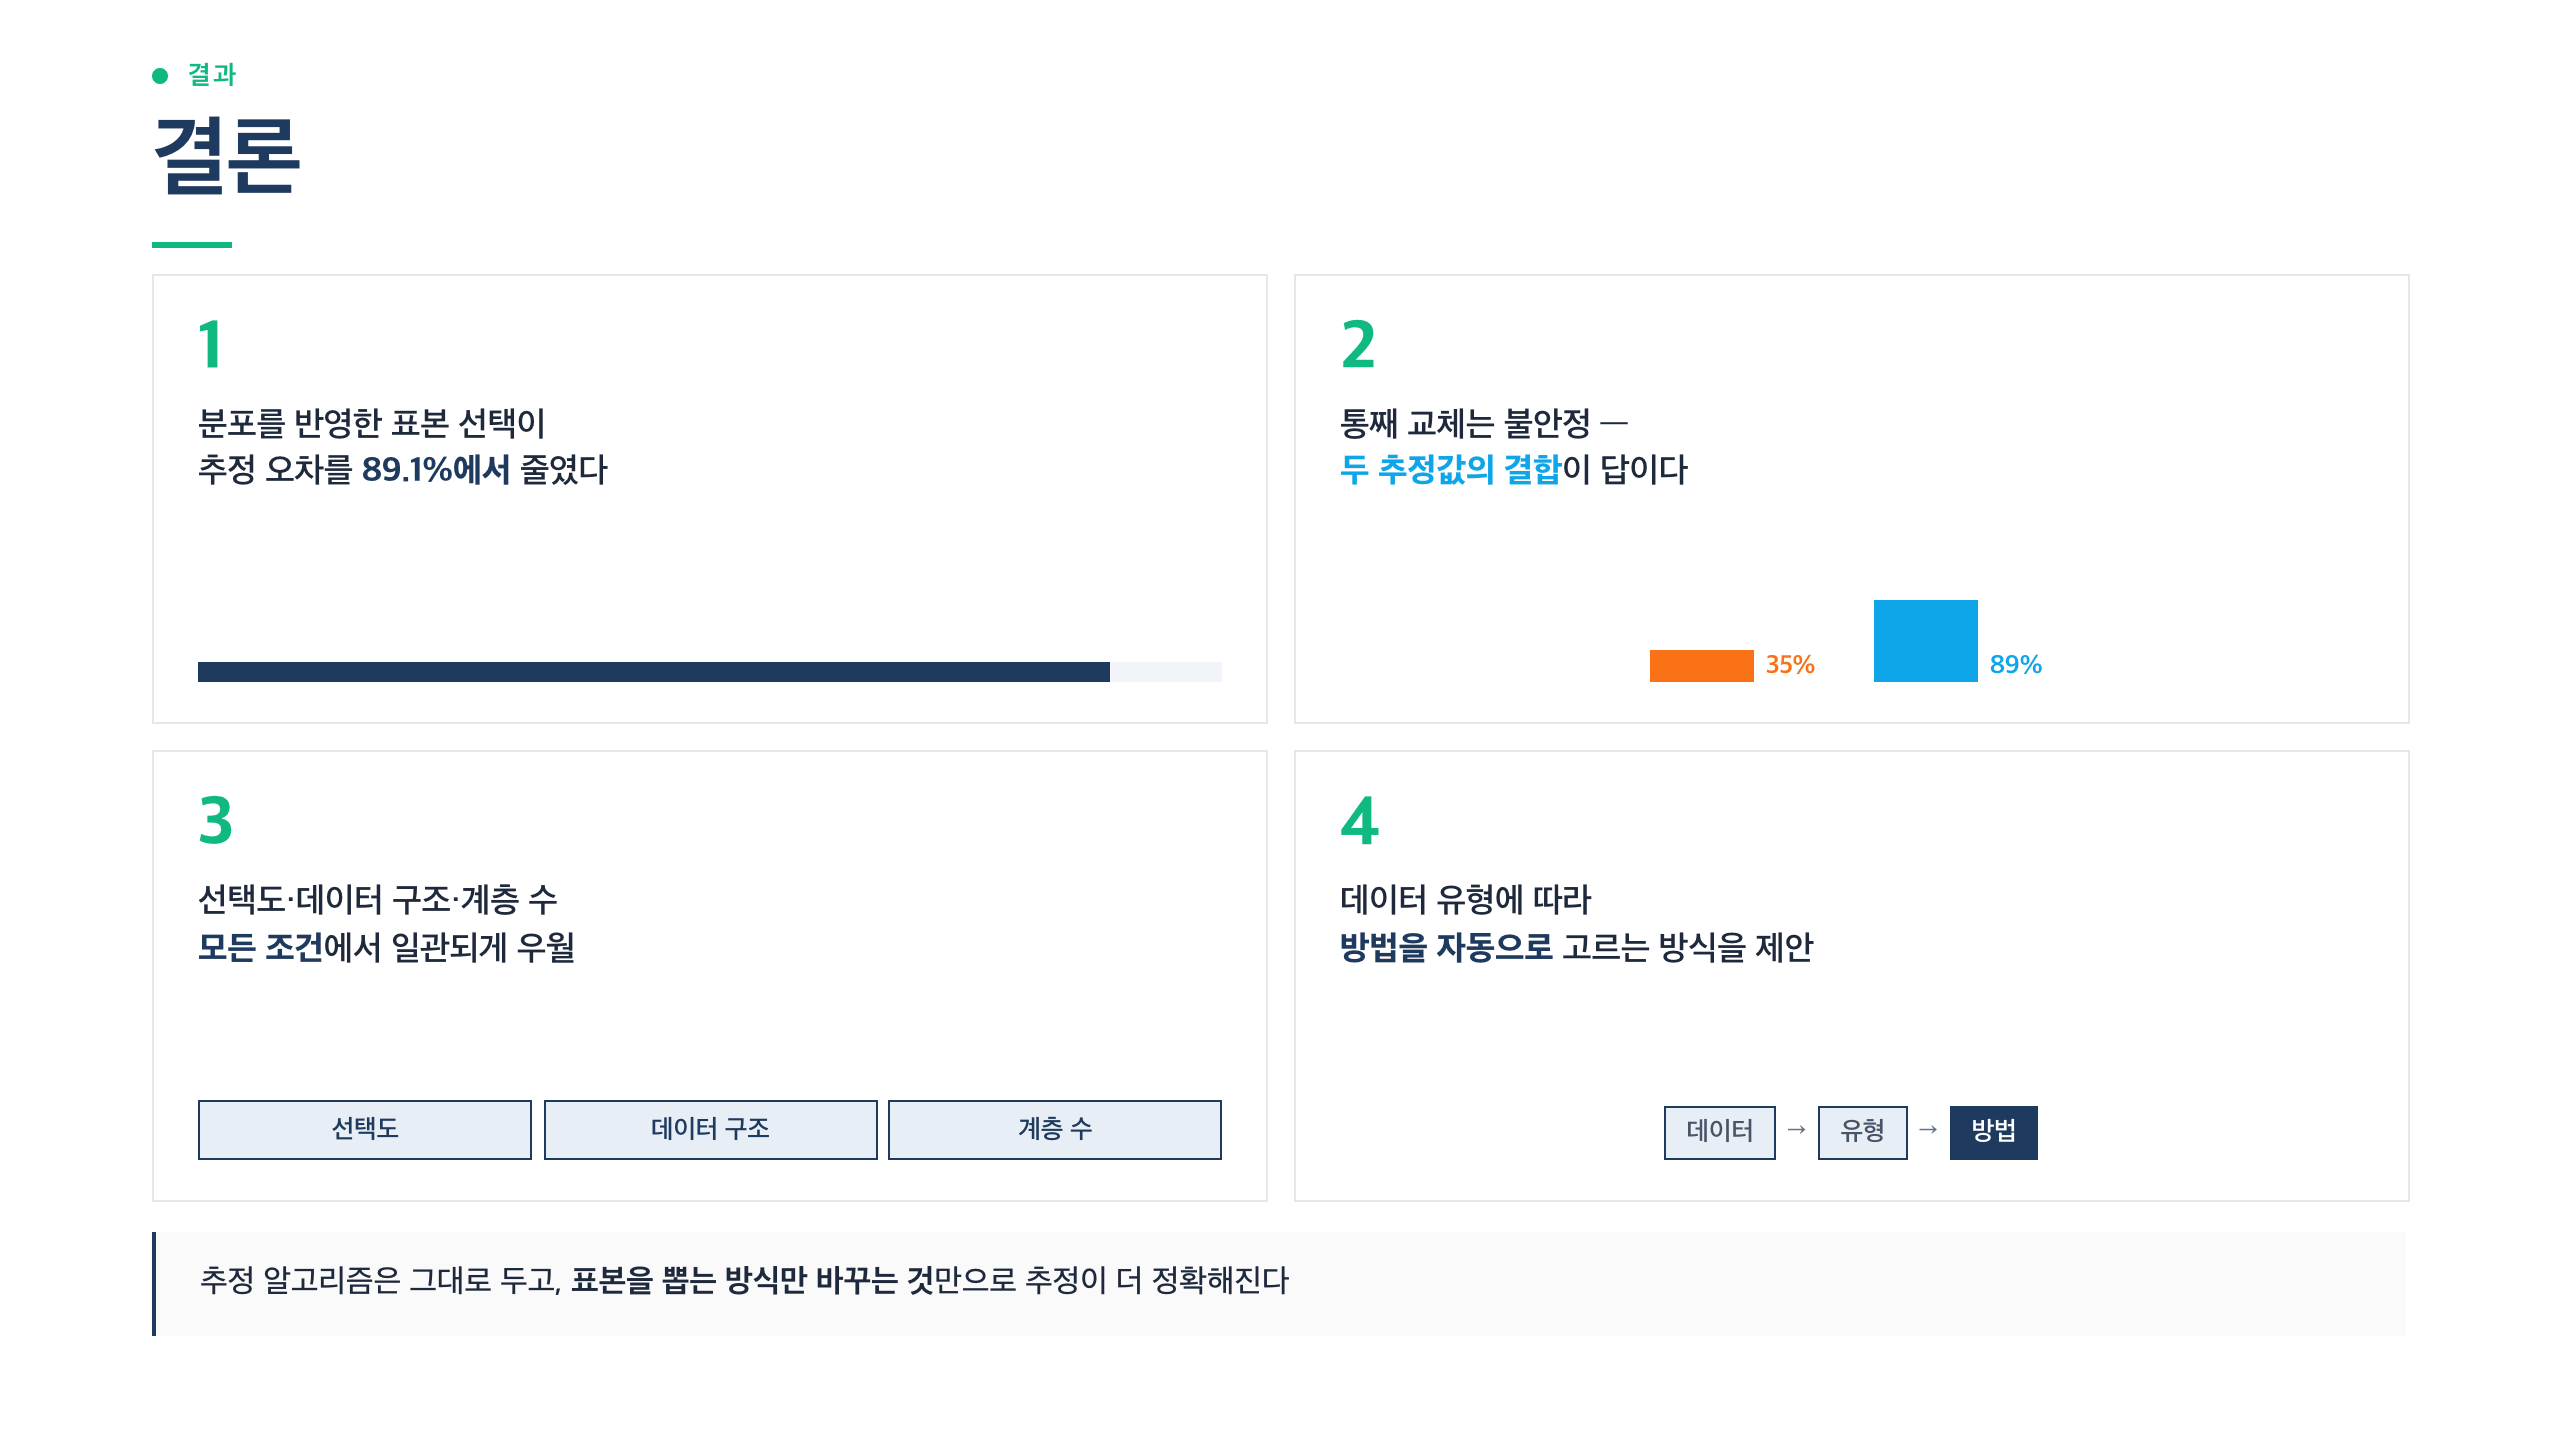 결과
결론
1
분포를 반영한 표본 선택이
추정 오차를 89.1%에서 줄였다
2
통째 교체는 불안정 —
두 추정값의 결합이 답이다
35%
89%
3
선택도·데이터 구조·계층 수
모든 조건에서 일관되게 우월
선택도
데이터 구조
계층 수
4
데이터 유형에 따라
방법을 자동으로 고르는 방식을 제안
데이터 → 유형 → 방법
추정 알고리즘은 그대로 두고, 표본을 뽑는 방식만 바꾸는 것만으로 추정이 더 정확해진다